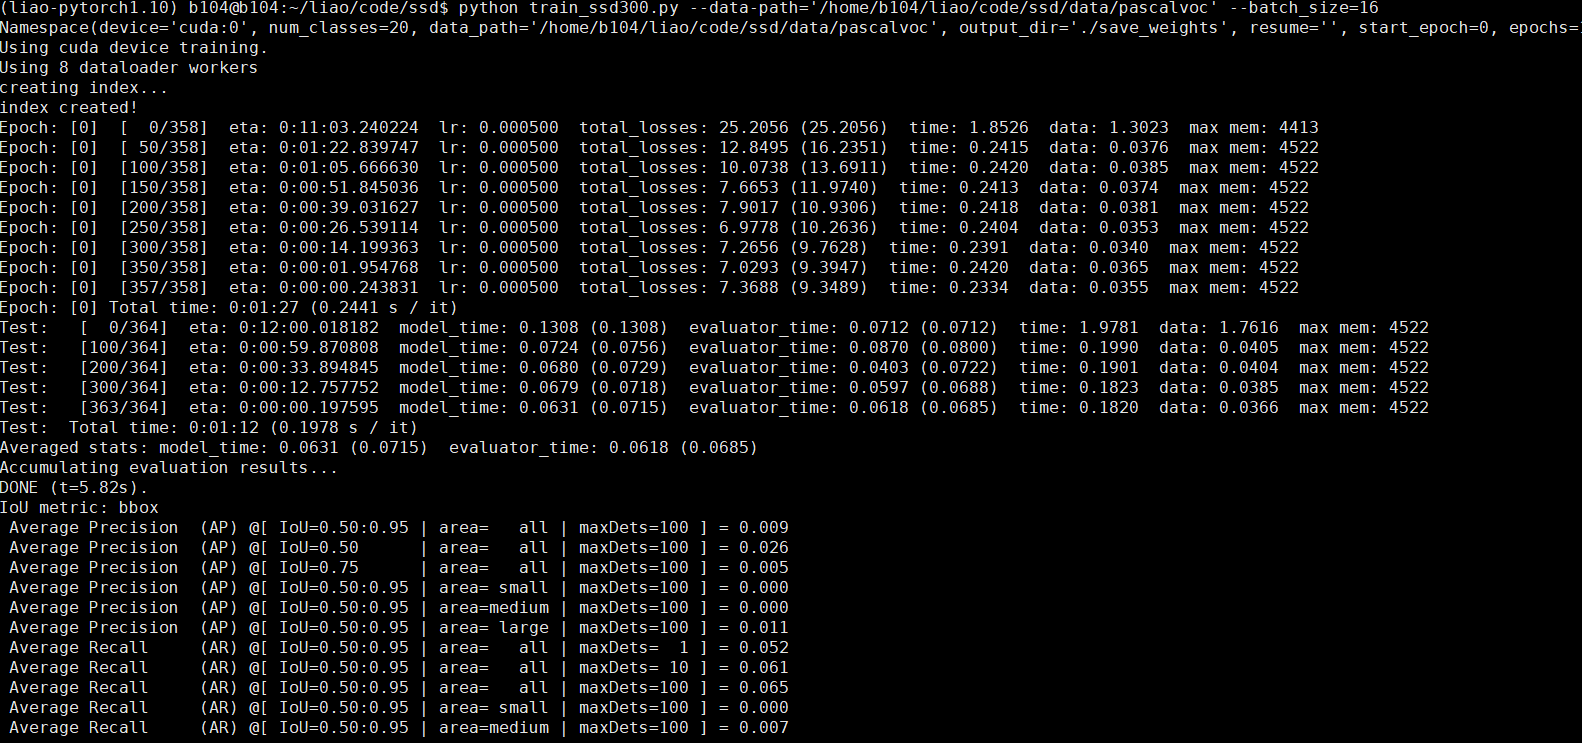 (liao-pytorch1.10) b104@b104:~/liao/code/ssd$ python train_ssd300.py --data-path='/home/b104/liao/code/ssd/data/pascalvoc' --batch_size=16
Namespace(device='cuda:0', num_classes=20, data_path='/home/b104/liao/code/ssd/data/pascalvoc', output_dir='./save_weights', resume='', start_epoch=0, epochs=
Using cuda device training.
Using 8 dataloader workers
creating index...
index created!
Epoch: [0]  [  0/358]  eta: 0:11:03.240224  lr: 0.000500  total_losses: 25.2056 (25.2056)  time: 1.8526  data: 1.3023  max mem: 4413
Epoch: [0]  [ 50/358]  eta: 0:01:22.839747  lr: 0.000500  total_losses: 12.8495 (16.2351)  time: 0.2415  data: 0.0376  max mem: 4522
Epoch: [0]  [100/358]  eta: 0:01:05.666630  lr: 0.000500  total_losses: 10.0738 (13.6911)  time: 0.2420  data: 0.0385  max mem: 4522
Epoch: [0]  [150/358]  eta: 0:00:51.845036  lr: 0.000500  total_losses: 7.6653 (11.9740)  time: 0.2413  data: 0.0374  max mem: 4522
Epoch: [0]  [200/358]  eta: 0:00:39.031627  lr: 0.000500  total_losses: 7.9017 (10.9306)  time: 0.2418  data: 0.0381  max mem: 4522
Epoch: [0]  [250/358]  eta: 0:00:26.539114  lr: 0.000500  total_losses: 6.9778 (10.2636)  time: 0.2404  data: 0.0353  max mem: 4522
Epoch: [0]  [300/358]  eta: 0:00:14.199363  lr: 0.000500  total_losses: 7.2656 (9.7628)  time: 0.2391  data: 0.0340  max mem: 4522
Epoch: [0]  [350/358]  eta: 0:00:01.954768  lr: 0.000500  total_losses: 7.0293 (9.3947)  time: 0.2420  data: 0.0365  max mem: 4522
Epoch: [0]  [357/358]  eta: 0:00:00.243831  lr: 0.000500  total_losses: 7.3688 (9.3489)  time: 0.2334  data: 0.0355  max mem: 4522
Epoch: [0] Total time: 0:01:27 (0.2441 s / it)
Test:   [  0/364]  eta: 0:12:00.018182  model_time: 0.1308 (0.1308)  evaluator_time: 0.0712 (0.0712)  time: 1.9781  data: 1.7616  max mem: 4522
Test:   [100/364]  eta: 0:00:59.870808  model_time: 0.0724 (0.0756)  evaluator_time: 0.0870 (0.0800)  time: 0.1990  data: 0.0405  max mem: 4522
Test:   [200/364]  eta: 0:00:33.894845  model_time: 0.0680 (0.0729)  evaluator_time: 0.0403 (0.0722)  time: 0.1901  data: 0.0404  max mem: 4522
Test:   [300/364]  eta: 0:00:12.757752  model_time: 0.0679 (0.0718)  evaluator_time: 0.0597 (0.0688)  time: 0.1823  data: 0.0385  max mem: 4522
Test:   [363/364]  eta: 0:00:00.197595  model_time: 0.0631 (0.0715)  evaluator_time: 0.0618 (0.0685)  time: 0.1820  data: 0.0366  max mem: 4522
Test:  Total time: 0:01:12 (0.1978 s / it)
Averaged stats: model_time: 0.0631 (0.0715)  evaluator_time: 0.0618 (0.0685)
Accumulating evaluation results...
DONE (t=5.82s).
IoU metric: bbox
Average Precision  (AP) @[ IoU=0.50:0.95 | area=   all | maxDets=100 ] = 0.009
Average Precision  (AP) @[ IoU=0.50      | area=   all | maxDets=100 ] = 0.026
Average Precision  (AP) @[ IoU=0.75      | area=   all | maxDets=100 ] = 0.005
Average Precision  (AP) @[ IoU=0.50:0.95 | area= small | maxDets=100 ] = 0.000
Average Precision  (AP) @[ IoU=0.50:0.95 | area=medium | maxDets=100 ] = 0.000
Average Precision  (AP) @[ IoU=0.50:0.95 | area= large | maxDets=100 ] = 0.011
Average Recall     (AR) @[ IoU=0.50:0.95 | area=   all | maxDets=  1 ] = 0.052
Average Recall     (AR) @[ IoU=0.50:0.95 | area=   all | maxDets= 10 ] = 0.061
Average Recall     (AR) @[ IoU=0.50:0.95 | area=   all | maxDets=100 ] = 0.065
Average Recall     (AR) @[ IoU=0.50:0.95 | area= small | maxDets=100 ] = 0.000
Average Recall     (AR) @[ IoU=0.50:0.95 | area=medium | maxDets=100 ] = 0.007